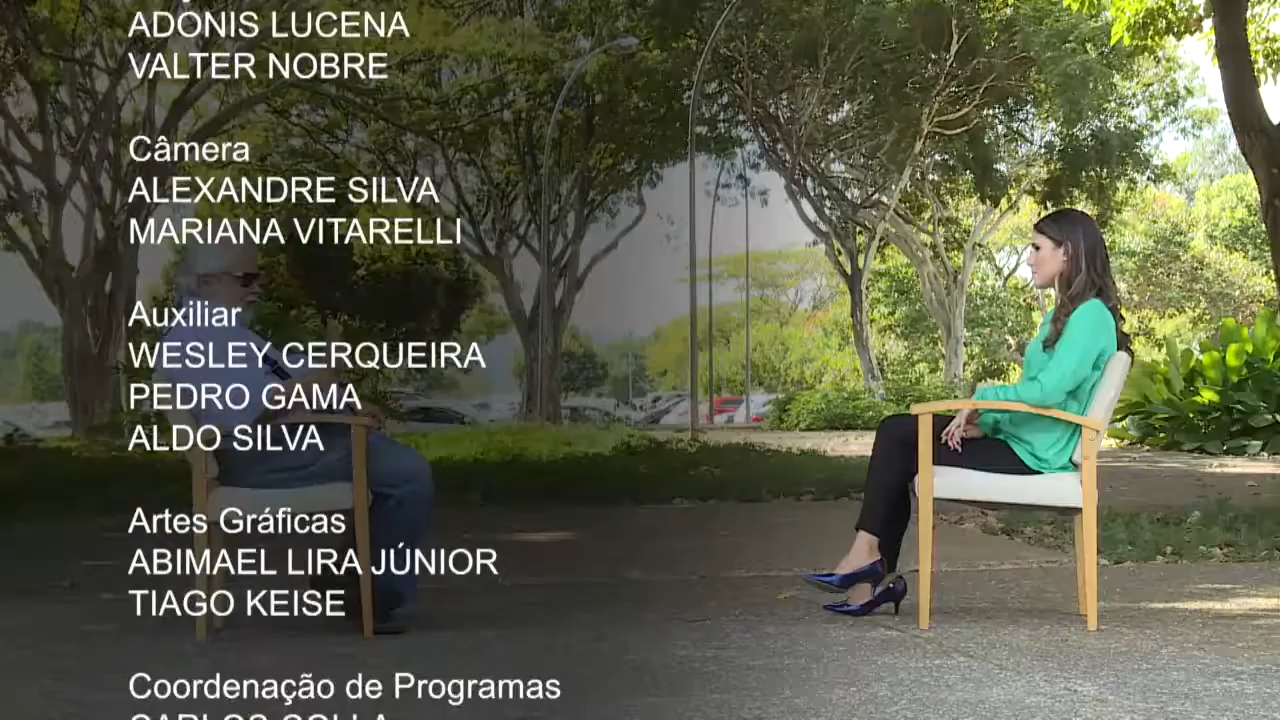 ADONIS LUCENA
VALTER NOBRE
Câmera
ALEXANDRE SILVA
MARIANA VITARELLI
Auxiliar
WESLEY CERQUEIRA
PEDRO GAMA
ALDO SILVA
Artes Gráficas
ABIMAEL LIRA JÚNIOR
TIAGO KEISE
Coordenação de Programas